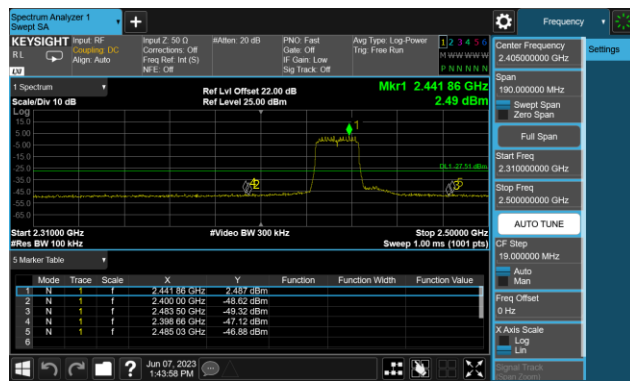 Spectrum Analyzer 1
Swept SA
Frequency
KEYSIGHT
Input: RF
Input Z: 50 Ω
#Atten: 20 dB
PNO: Fast
Avg Type: Log-Power
1 2 3 4 5 6
RL
Coupling: DC
Corrections: Off
Gate: Off
Trig: Free Run
M W W W W W
Align: Auto
Freq Ref: Int (S)
IF Gain: Low
P N N N N N
NFE: Off
Sig Track: Off
LXI
1 Spectrum
Ref Lvl Offset 22.00 dB
Mkr1 2.441 86 GHz
Scale/Div 10 dB
Ref Level 25.00 dBm
2.49 dBm
Log
15.0
5.00
-5.00
-15.0
-25.0
-35.0
-45.0
-55.0
-65.0
1
DL1 -27.51 dBm
Start 2.31000 GHz
#Video BW 300 kHz
Stop 2.50000 GHz
#Res BW 100 kHz
Sweep 1.00 ms (1001 pts)
5 Marker Table
Mode Trace Scale X Y Function Function Width Function Value
1 N 1 f 2.441 86 GHz 2.487 dBm
2 N 1 f 2.400 00 GHz -48.62 dBm
3 N 1 f 2.483 50 GHz -49.32 dBm
4 N 1 f 2.398 66 GHz -47.12 dBm
5 N 1 f 2.485 03 GHz -46.88 dBm
6
Jun 07, 2023
1:43:58 PM
Center Frequency
2.405000000 GHz
Settings
Span
190.000000 MHz
Swept Span
Zero Span
Full Span
Start Freq
2.310000000 GHz
Stop Freq
2.500000000 GHz
AUTO TUNE
CF Step
19.000000 MHz
Auto
Man
Freq Offset
0 Hz
X Axis Scale
Log
Lin
Signal Track
(Span Zoom)